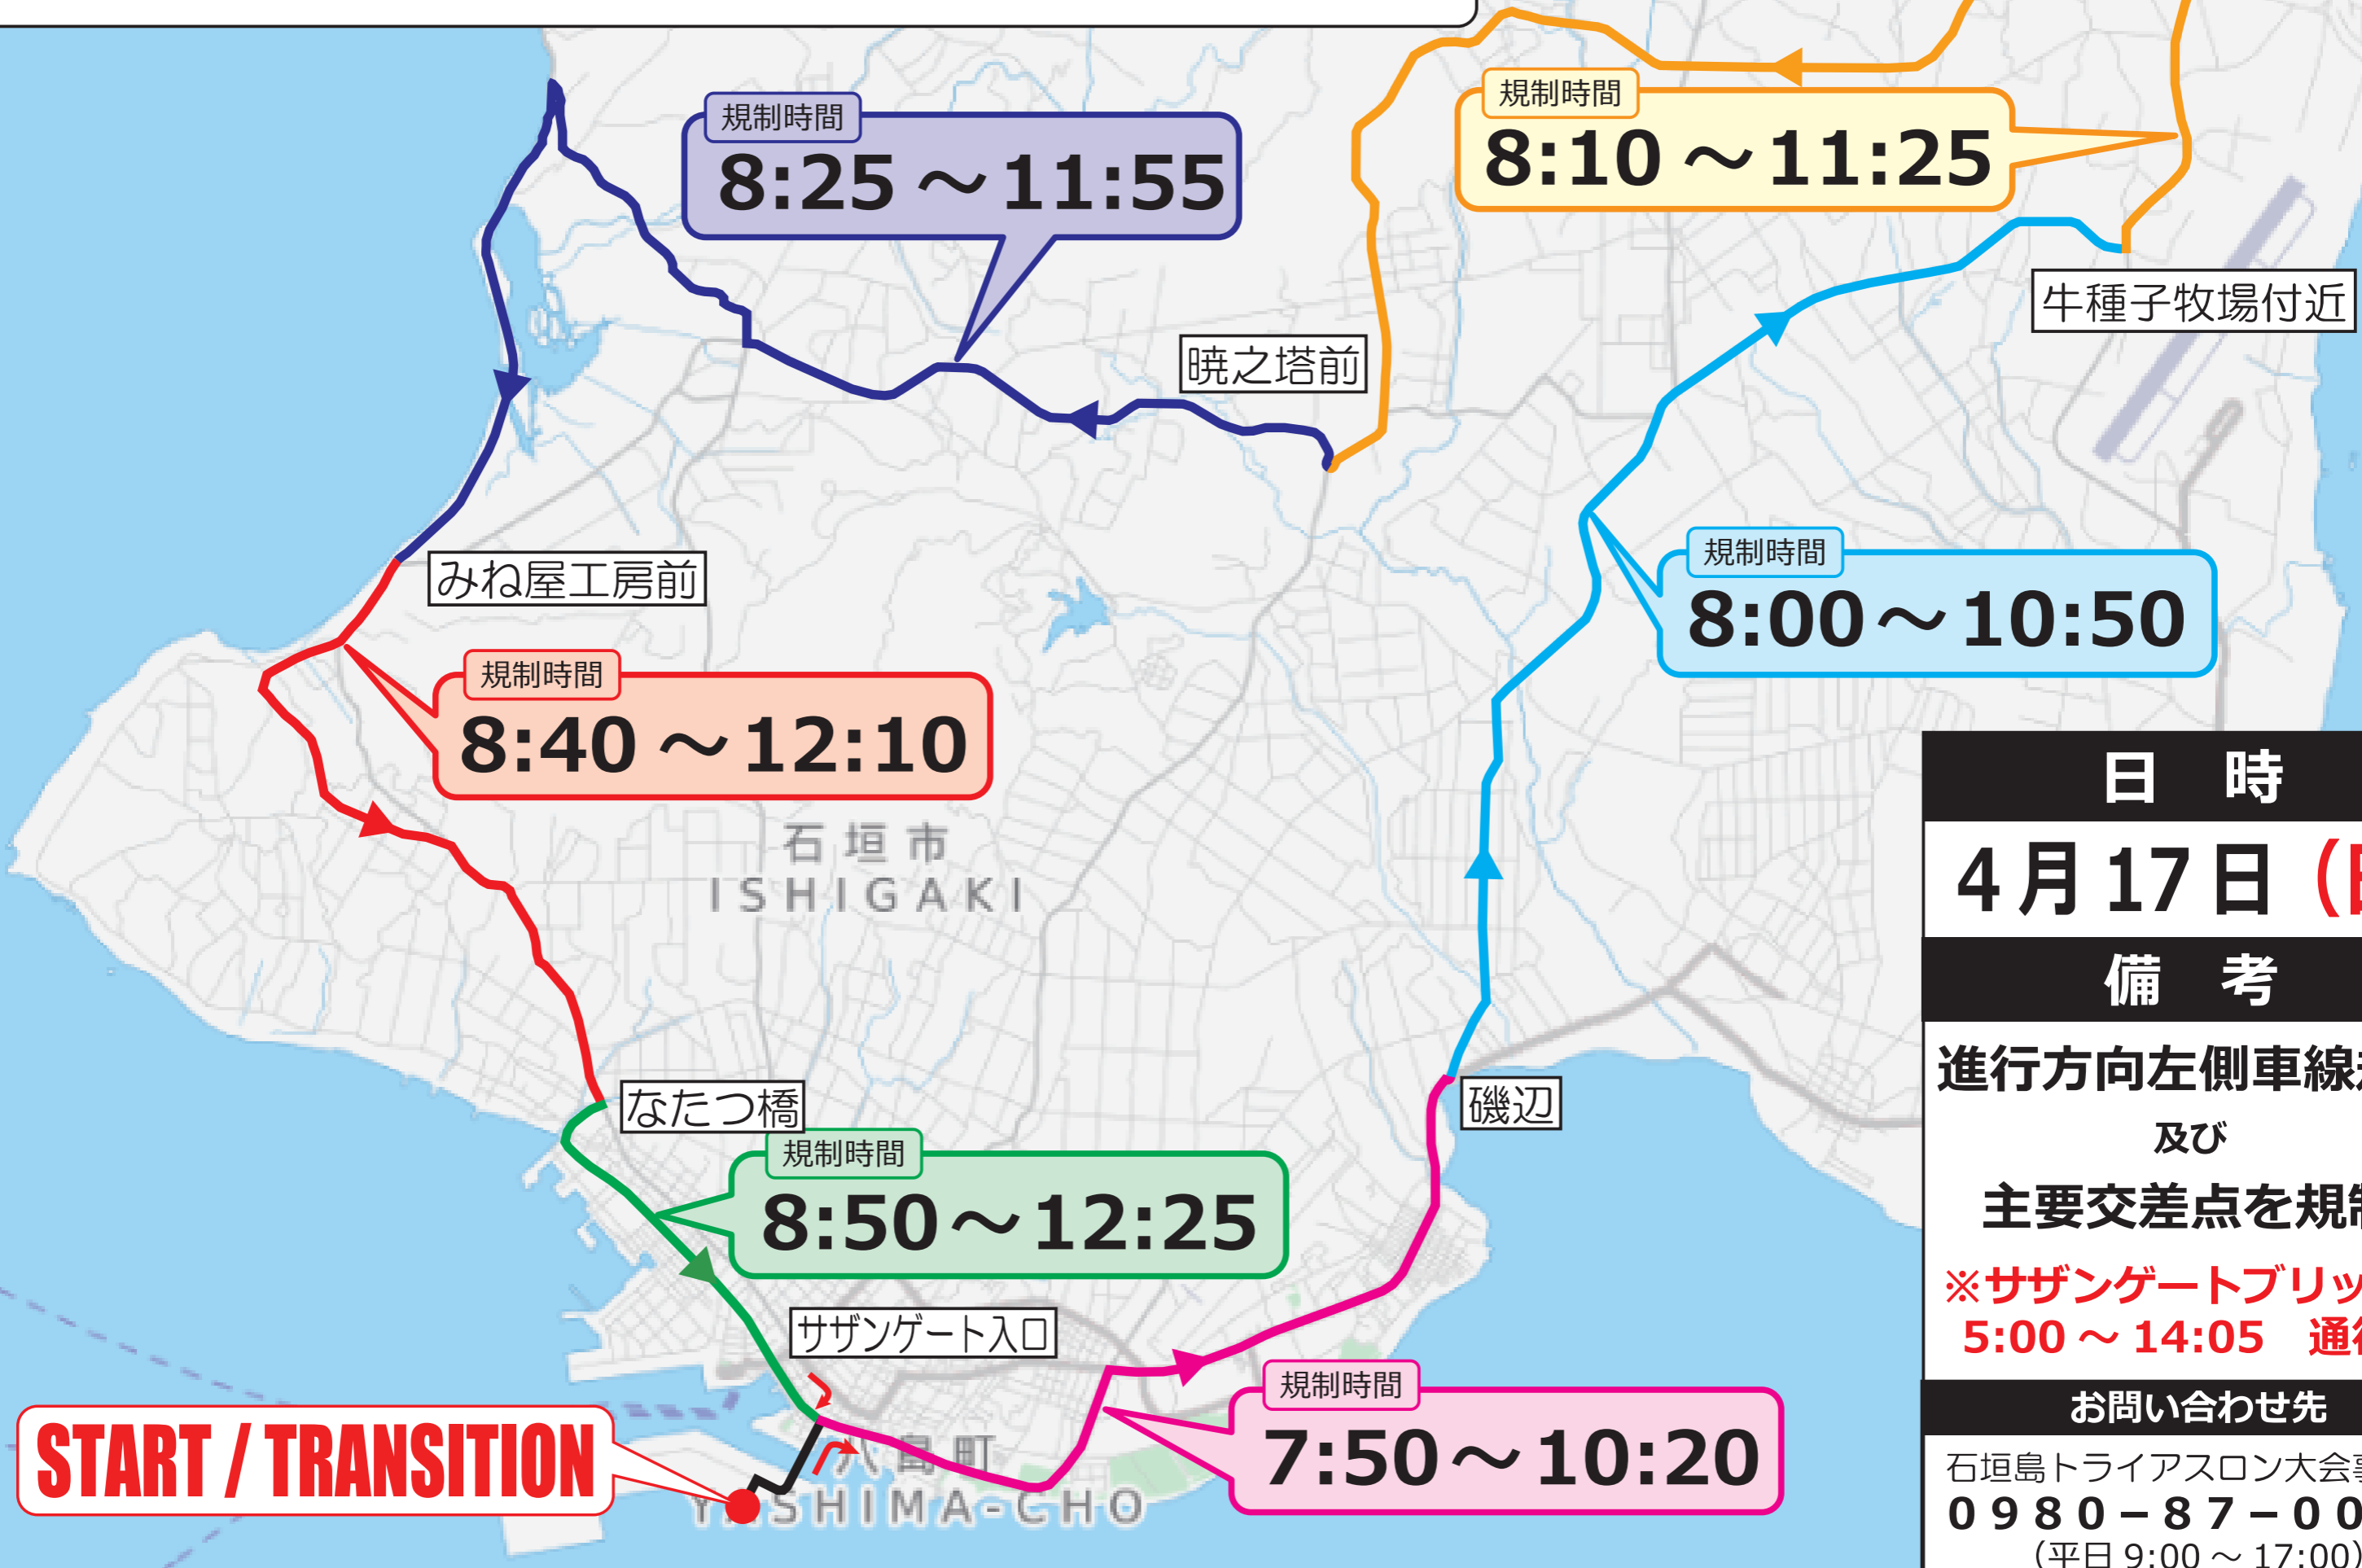 規制時間
8:25 ～ 11:55
規制時間
8:10 ～ 11:25
牛種子牧場付近
暁之塔前
規制時間
8:00～10:50
みね屋工房前
規制時間
8:40 ～ 12:10
石垣市
ISHIGAKI
なたつ橋
磯辺
規制時間
8:50～12:25
サザンゲート入口
規制時間
7:50～10:20
START / TRANSITION
八島町
YASHIMA-CHO
日 時
4月17日（
備 考
進行方向左側車線
及び
主要交差点を規
※サザンゲートブリッ
5:00 ～ 14:05 通
お問い合わせ先
石垣島トライアスロン大会
0980－87－00
（平日 9:00 ～ 17:00）